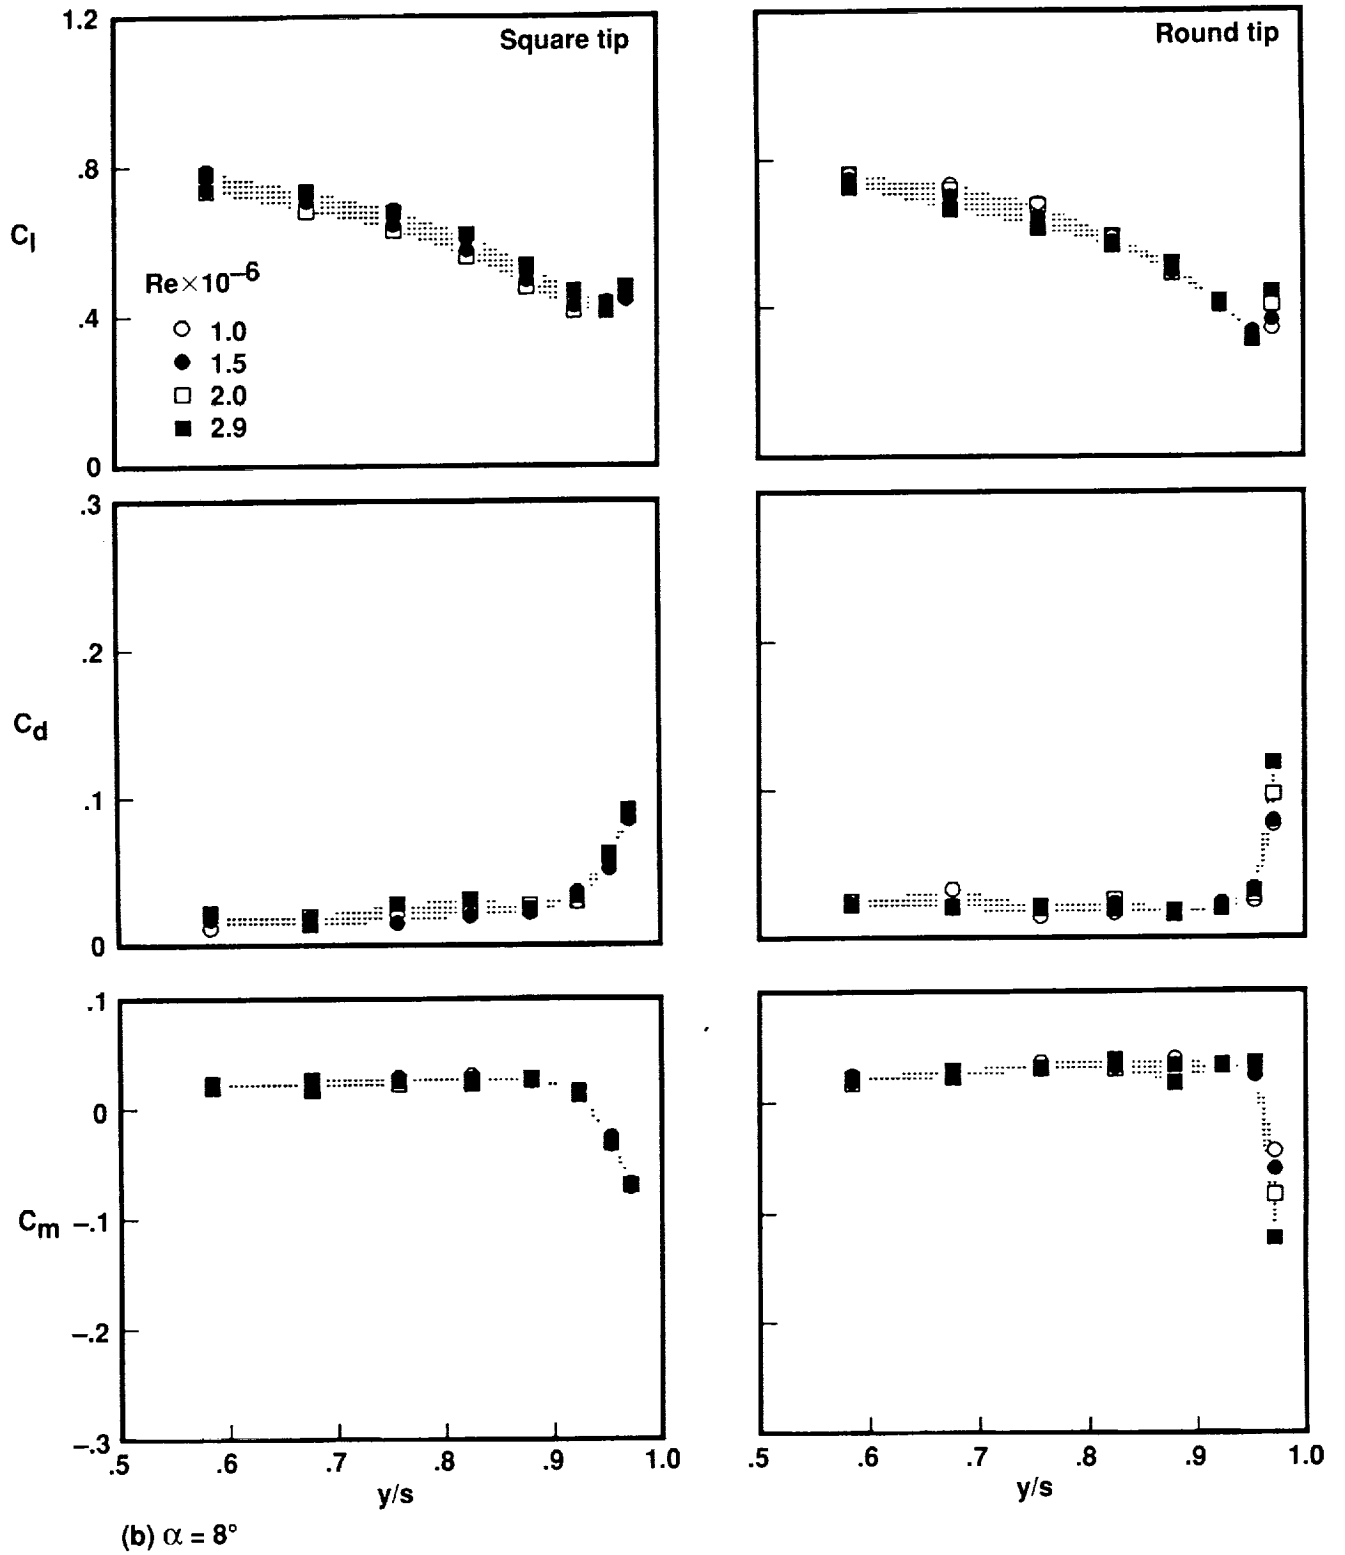 1.2
Square tip
Round tip
.8
Cl
Re×10–6
.4
1.0
1.5
2.0
2.9
0
.3
.2
Cd
.1
0
.1
0
Cm
–.1
–.2
–.3
.5 .6 .7 .8 .9 1.0
.5 .6 .7 .8 .9 1.0
y/s
y/s
(b) α = 8°